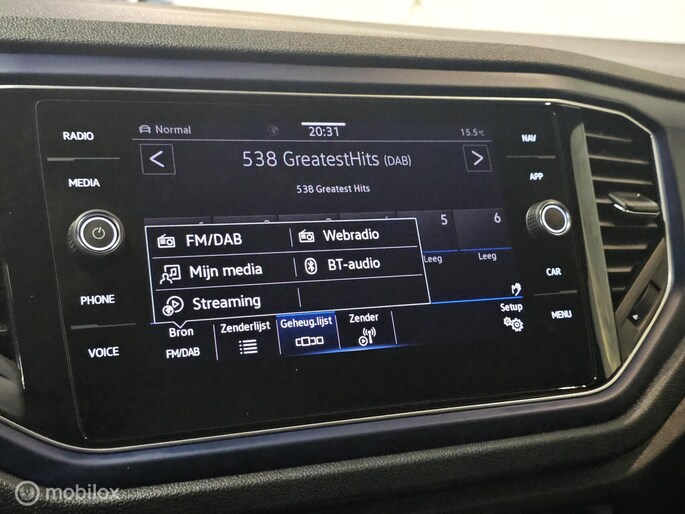 RADIO
MEDIA
PHONE
VOICE
NAV
APP
CAR
MENU
Normal
20:31
15.5°C
538 GreatestHits (DAB)
538 Greatest Hits
5
6
Leeg
Leeg
FM/DAB
Webradio
Mijn media
BT-audio
Streaming
Bron
FM/DAB
Zenderlijst
Geheug.lijst
Zender
Setup
mobilox